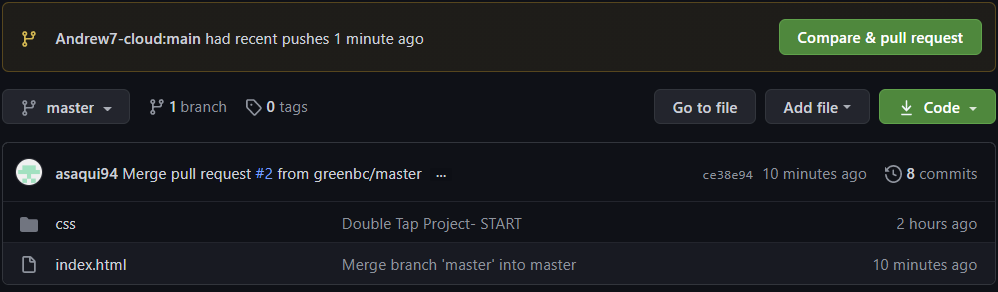 Andrew7-cloud:main had recent pushes 1 minute ago
Compare & pull request
master
1 branch
0 tags
Go to file
Add file
Code
asaqui94 Merge pull request #2 from greenbc/master ...
ce38e94 10 minutes ago
8 commits
css
Double Tap Project- START
2 hours ago
index.html
Merge branch 'master' into master
10 minutes ago